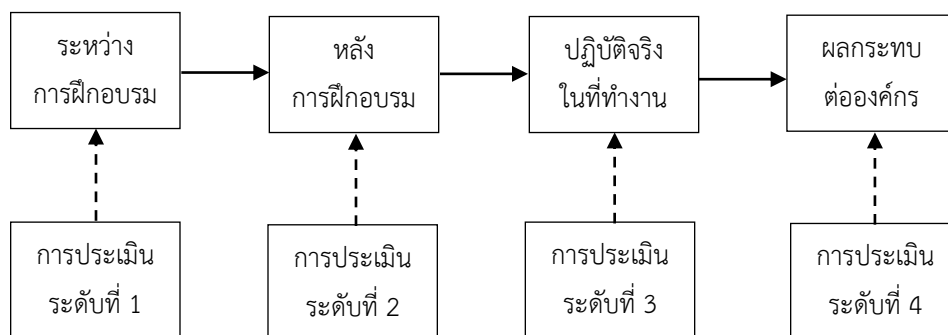 ระหว่าง
การฝึกอบรม
หลัง
การฝึกอบรม
ปฏิบัติจริง
ในที่ทำงาน
ผลกระทบ
ต่อองค์กร
การประเมิน
ระดับที่ 1
การประเมิน
ระดับที่ 2
การประเมิน
ระดับที่ 3
การประเมิน
ระดับที่ 4